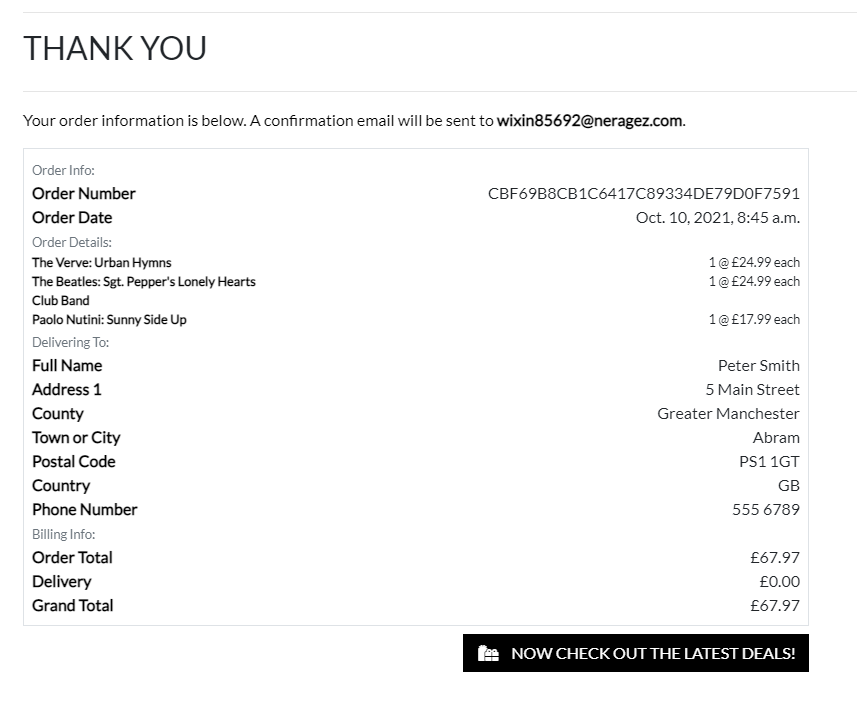 THANK YOU
Your order information is below. A confirmation email will be sent to wixin85692@neragez.com.
Order Info:
Order Number CBF69B8CB1C6417C89334DE79D0F7591
Order Date Oct. 10, 2021, 8:45 a.m.
Order Details:
The Verve: Urban Hymns 1 @ £24.99 each
The Beatles: Sgt. Pepper's Lonely Hearts 1 @ £24.99 each
Club Band
Paolo Nutini: Sunny Side Up 1 @ £17.99 each
Delivering To:
Full Name Peter Smith
Address 1 5 Main Street
County Greater Manchester
Town or City Abram
Postal Code PS1 1GT
Country GB
Phone Number 555 6789
Billing Info:
Order Total £67.97
Delivery £0.00
Grand Total £67.97
NOW CHECK OUT THE LATEST DEALS!